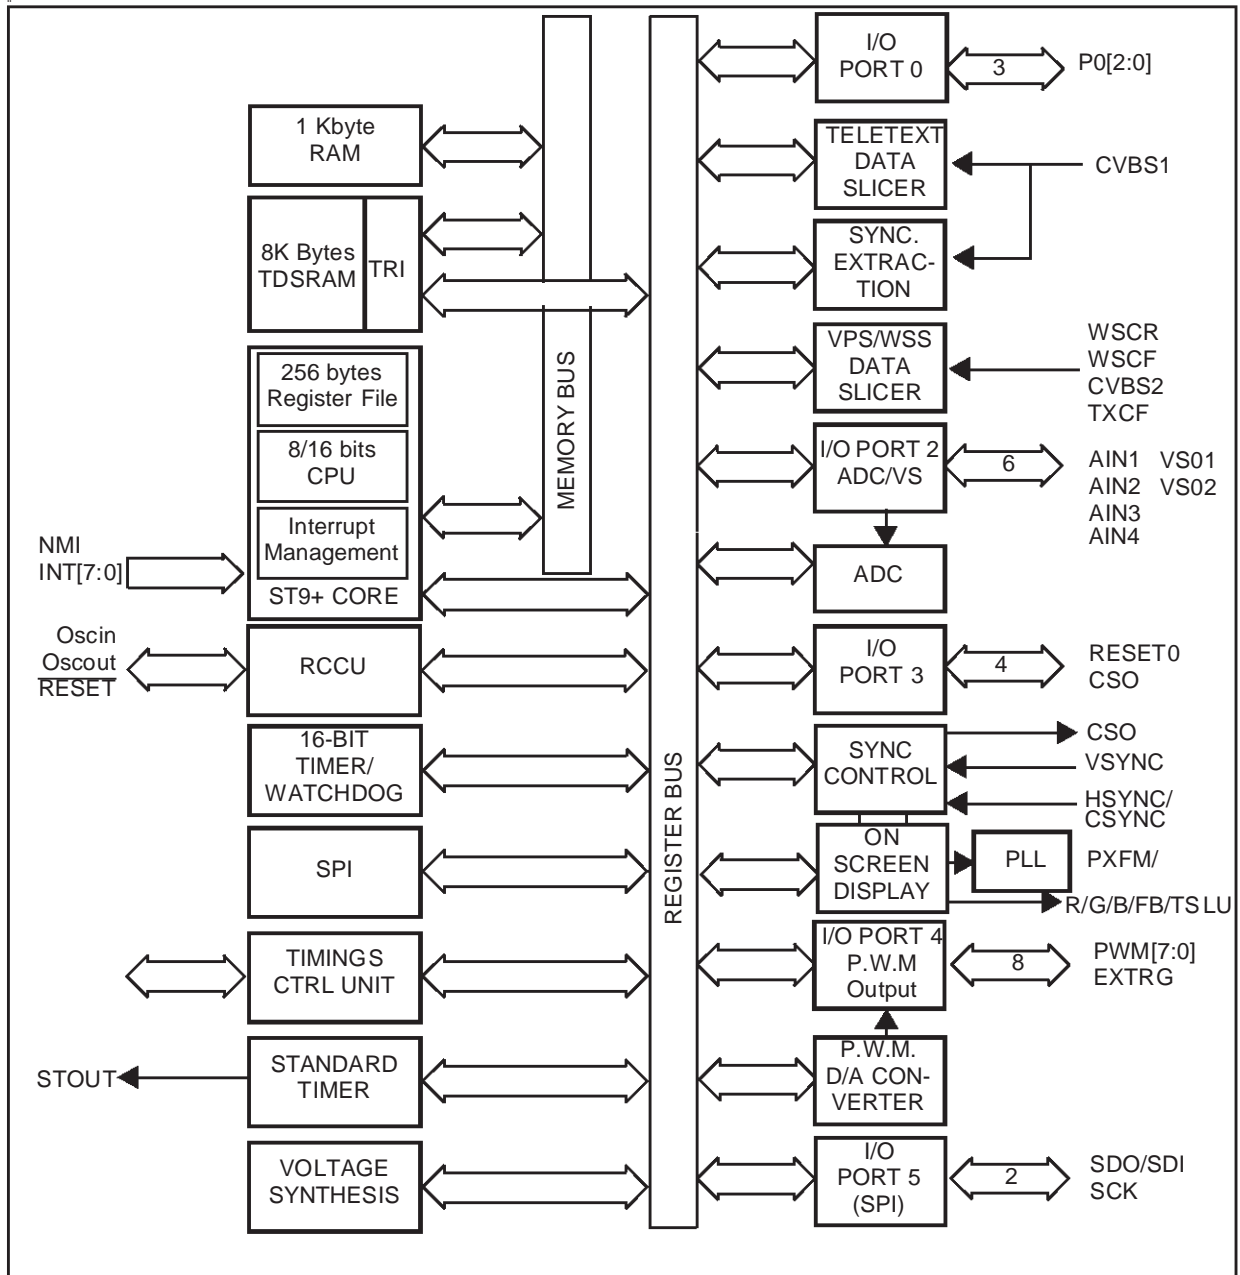 1 Kbyte
RAM
8K Bytes
TDSRAM
TRI
256 bytes
Register File
8/16 bits
CPU
Interrupt
Management
ST9+ CORE
NMI
INT[7:0]
Oscin
Oscout
RESET
RCCU
16-BIT
TIMER/
WATCHDOG
SPI
TIMINGS
CTRL UNIT
STOUT
STANDARD
TIMER
VOLTAGE
SYNTHESIS
MEMORY BUS
REGISTER BUS
I/O
PORT 0
3
P0[2:0]
TELETEXT
DATA
SLICER
CVBS1
SYNC.
EXTRAC-
TION
VPS/WSS
DATA
SLICER
WSCR
WSCF
CVBS2
TXCF
I/O PORT 2
ADC/VS
6
AIN1 VS01
AIN2 VS02
AIN3
AIN4
ADC
I/O
PORT 3
4
RESET0
CSO
SYNC
CONTROL
CSO
VSYNC
HSYNC/
CSYNC
ON
SCREEN
DISPLAY
PLL
PXFM/
R/G/B/FB/TSLU
I/O PORT 4
P.W.M
Output
8
PWM[7:0]
EXTRG
P.W.M.
D/A CON-
VERTER
I/O
PORT 5
(SPI)
2
SDO/SDI
SCK